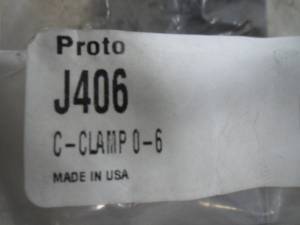 Proto
J406
C-CLAMP 0-6
MADE IN USA